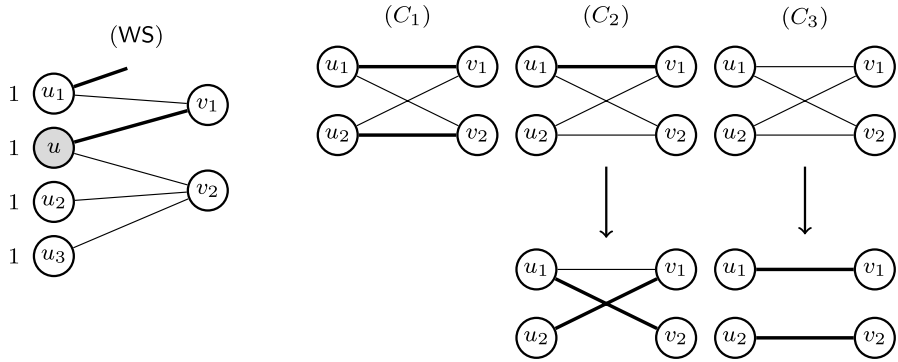 (WS)
1 u₁ v₁
1 u
1 u₂ v₂
1 u₃
(C₁) (C₂) (C₃)
u₁ v₁ u₁ v₁ u₁ v₁
u₂ v₂ u₂ v₂ u₂ v₂
u₁ v₁ u₁ v₁
u₂ v₂ u₂ v₂